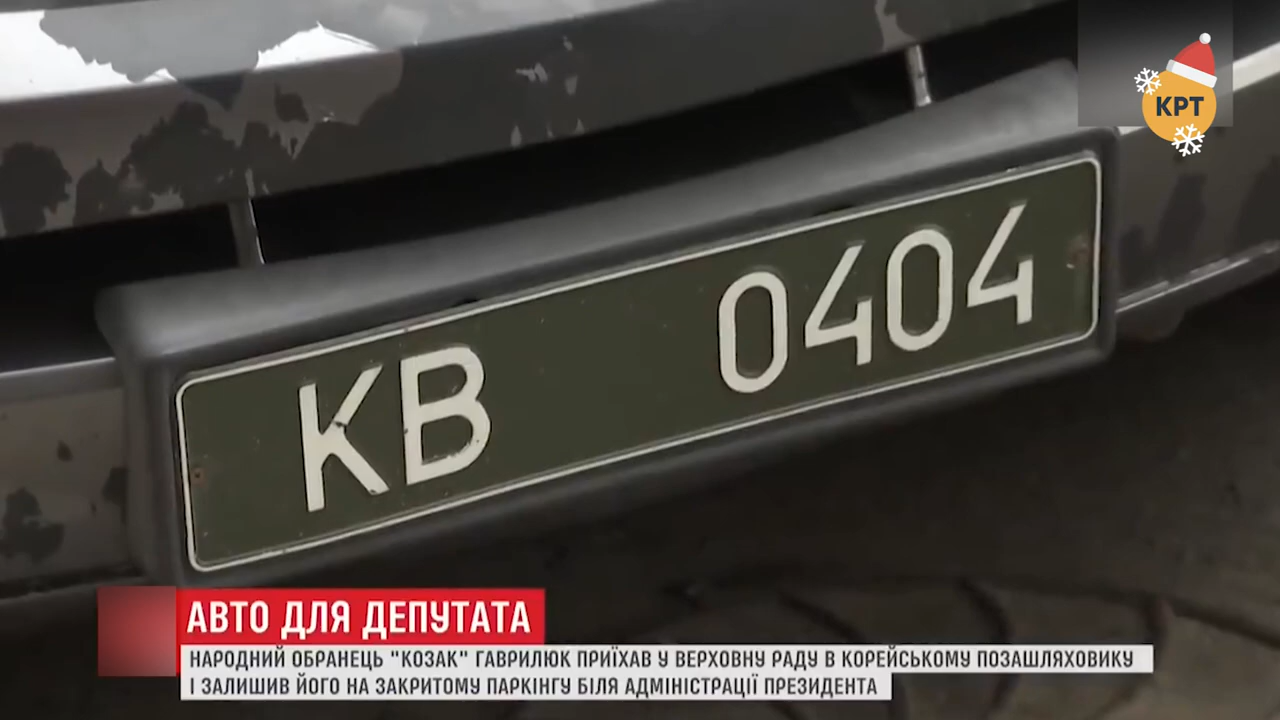 КРТ
КВ 0404
АВТО ДЛЯ ДЕПУТАТА
НАРОДНИЙ ОБРАНЕЦЬ "КОЗАК" ГАВРИЛЮК ПРИЇХАВ У ВЕРХОВНУ РАДУ В КОРЕЙСЬКОМУ ПОЗАШЛЯХОВИКУ
І ЗАЛИШИВ ЙОГО НА ЗАКРИТОМУ ПАРКІНГУ БІЛЯ АДМІНІСТРАЦІЇ ПРЕЗИДЕНТА